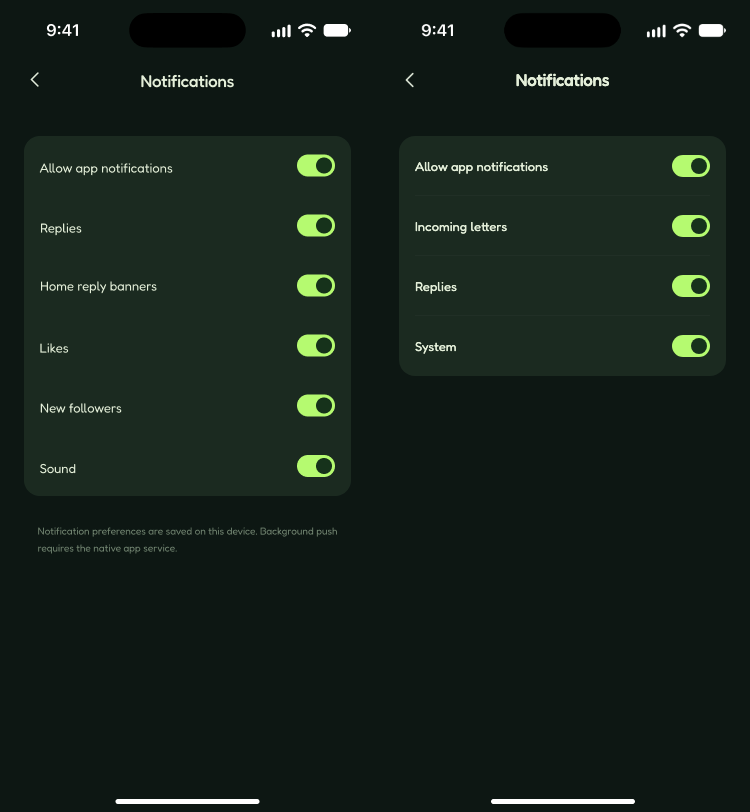 9:41
Notifications
Allow app notifications
Replies
Home reply banners
Likes
New followers
Sound
Notification preferences are saved on this device. Background push
requires the native app service.
9:41
Notifications
Allow app notifications
Incoming letters
Replies
System